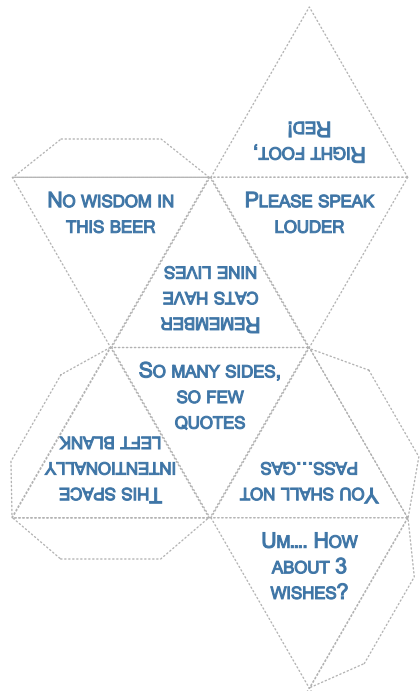 Right foot,
Red!
No wisdom in
this beer
Please speak
louder
Remember
cats have
nine lives
So many sides,
so few
quotes
This space
intentionally
left blank
You shall not
pass...gas
Um.... How
about 3
wishes?